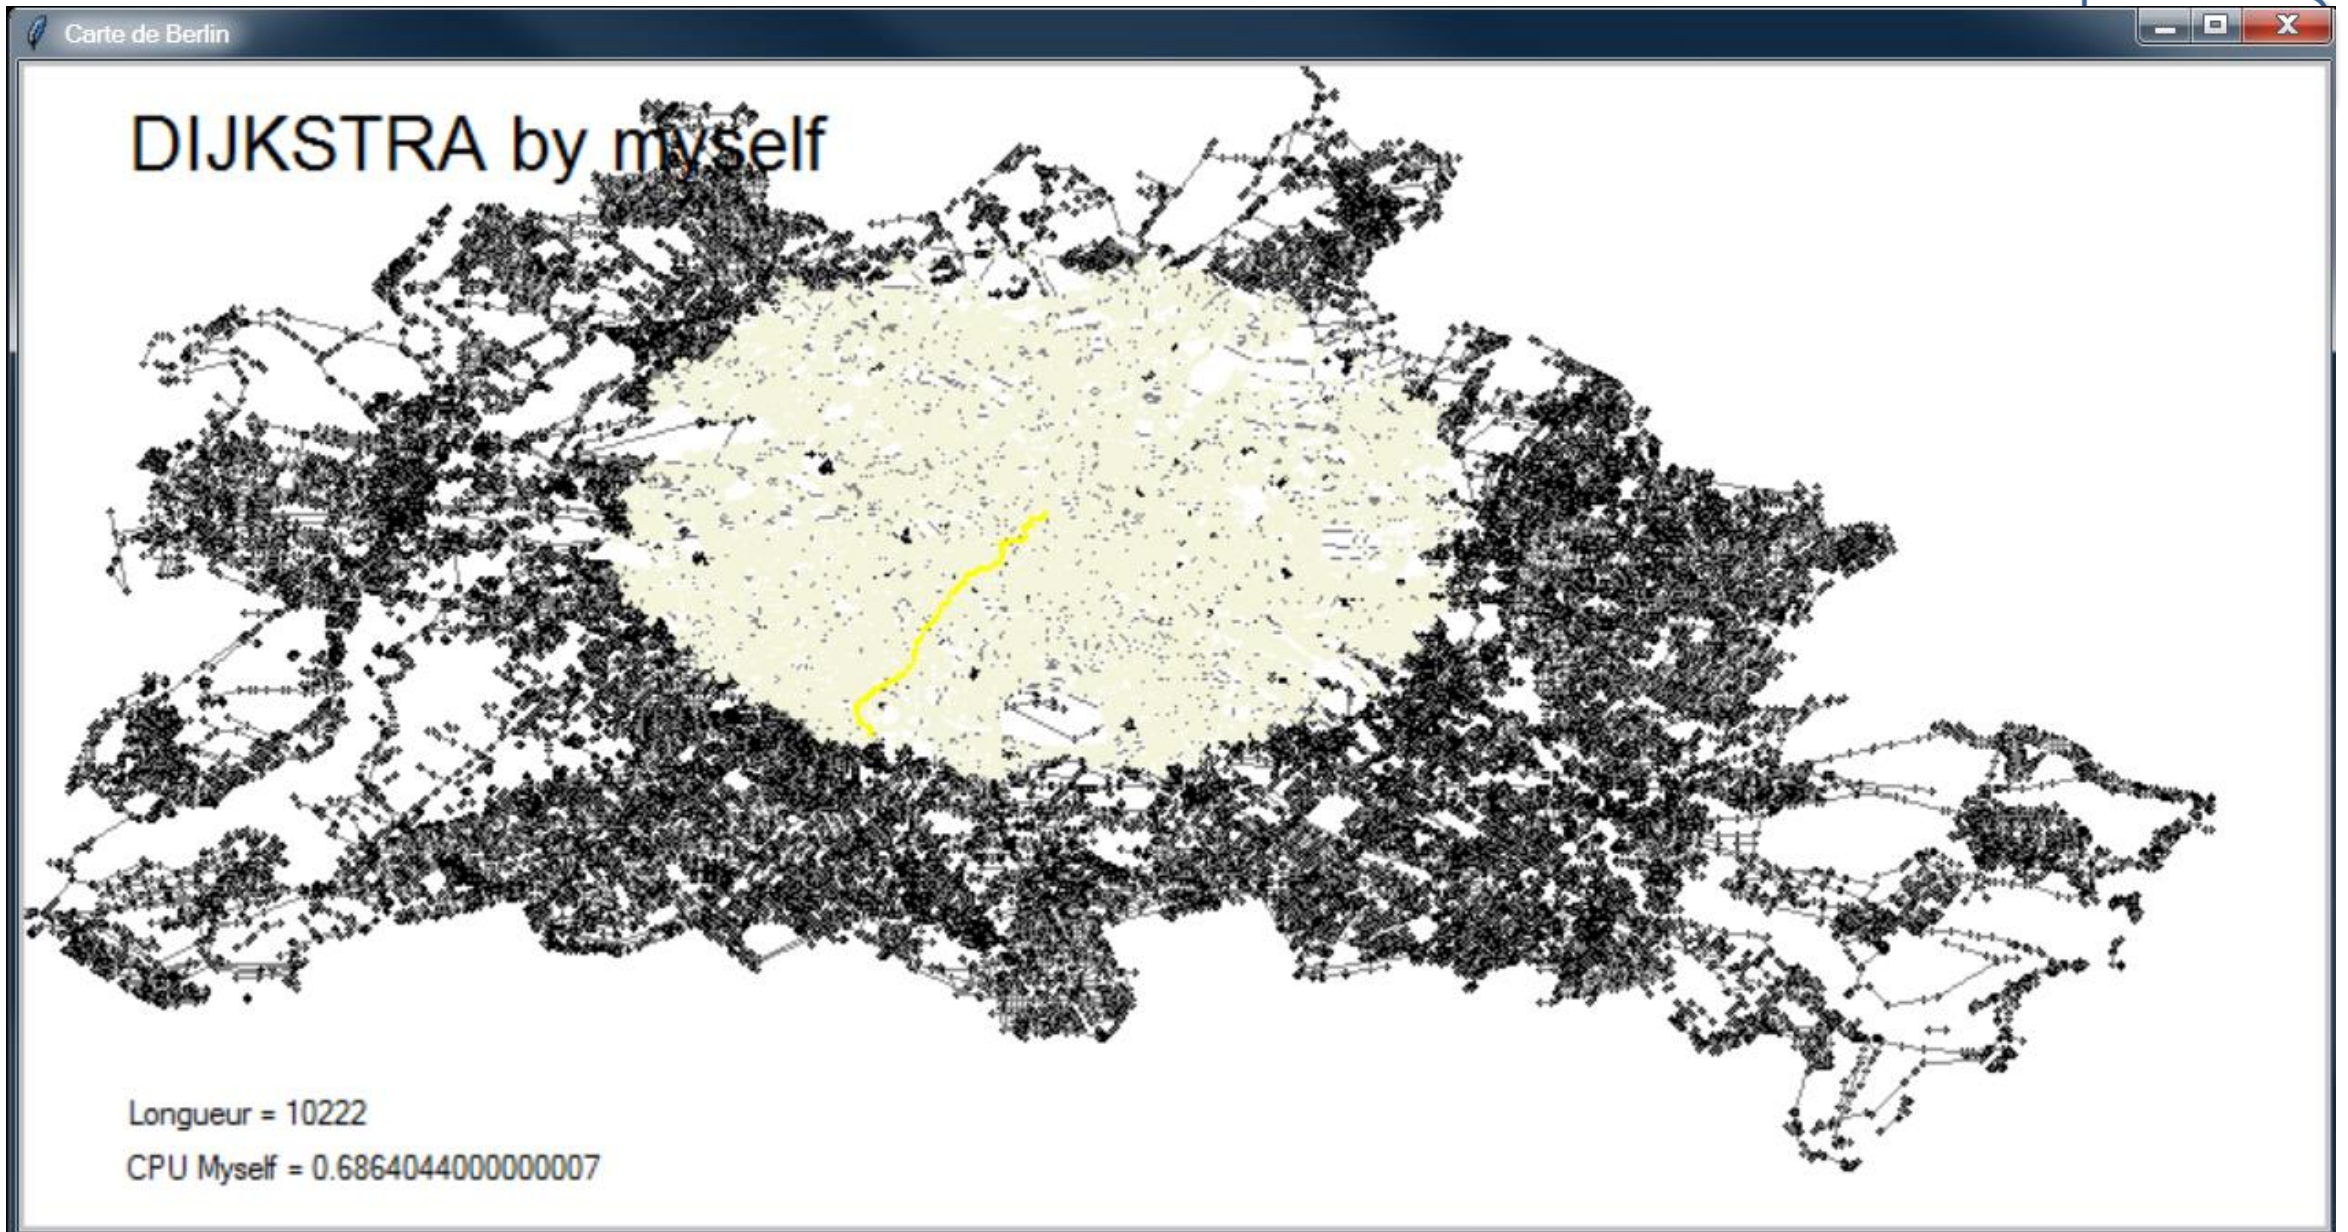 Carte de Berlin
DIJKSTRA by myself
Longueur = 10222
CPU Myself = 0.6864044000000007